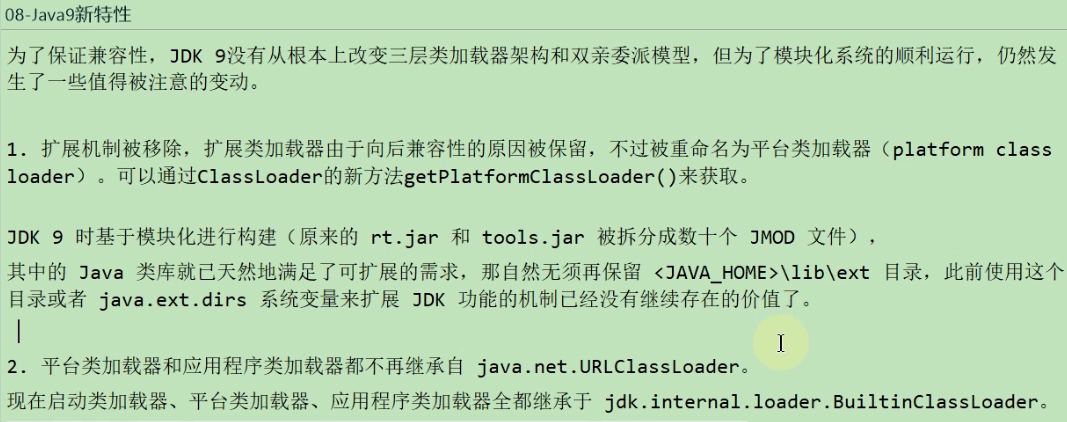 08-Java9新特性
为了保证兼容性，JDK 9没有从根本上改变三层类加载器架构和双亲委派模型，但为了模块化系统的顺利运行，仍然发
生了一些值得被注意的变动。
1. 扩展机制被移除，扩展类加载器由于向后兼容性的原因被保留，不过被重命名为平台类加载器（platform class
loader）。可以通过ClassLoader的新方法getPlatformClassLoader()来获取。
JDK 9 时基于模块化进行构建（原来的 rt.jar 和 tools.jar 被拆分成数十个 JMOD 文件），
其中的 Java 类库就已天然地满足了可扩展的需求，那自然无须再保留 <JAVA_HOME>\lib\ext 目录，此前使用这个
目录或者 java.ext.dirs 系统变量来扩展 JDK 功能的机制已经没有继续存在的价值了。
2. 平台类加载器和应用程序类加载器都不再继承自 java.net.URLClassLoader。
现在启动类加载器、平台类加载器、应用程序类加载器全都继承于 jdk.internal.loader.BuiltinClassLoader。